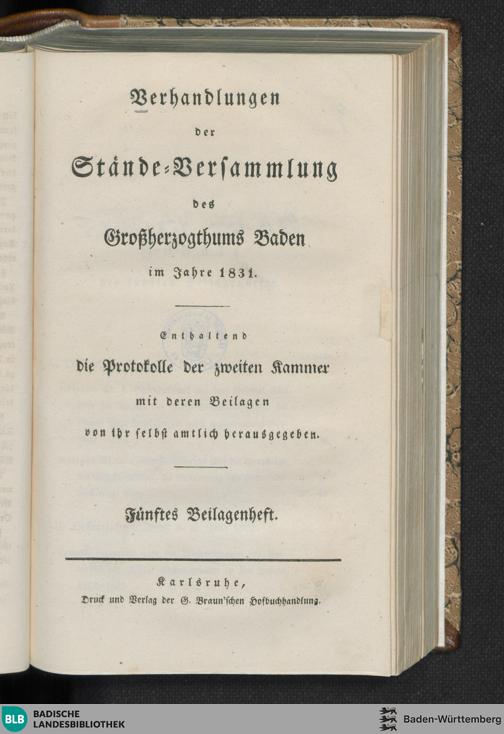 Verhandlungen
der
Stände-Versammlung
des
Großherzogthums Baden
im Jahre 1831.
Enthaltend
die Protokolle der zweiten Kammer
mit deren Beilagen
von ihr selbst amtlich herausgegeben.
Fünftes Beilagenheft.
Karlsruhe,
Druck und Verlag der G. Braun'schen Hofbuchhandlung.
BLB
BADISCHE
LANDESBIBLIOTHEK
Baden-Württemberg